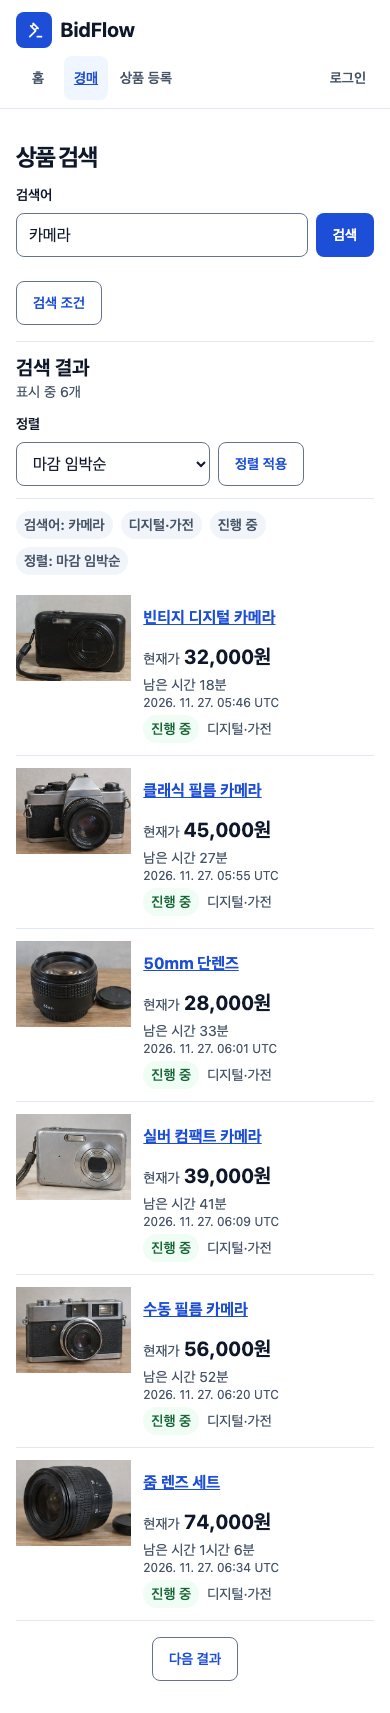 BidFlow
홈 경매 상품 등록 로그인
상품 검색
검색어
카메라 검색
검색 조건
검색 결과
표시 중 6개
정렬
마감 임박순 정렬 적용
검색어: 카메라 디지털·가전 진행 중
정렬: 마감 임박순
빈티지 디지털 카메라
현재가 32,000원
남은 시간 18분
2026. 11. 27. 05:46 UTC
진행 중 디지털·가전
클래식 필름 카메라
현재가 45,000원
남은 시간 27분
2026. 11. 27. 05:55 UTC
진행 중 디지털·가전
50mm 단렌즈
현재가 28,000원
남은 시간 33분
2026. 11. 27. 06:01 UTC
진행 중 디지털·가전
실버 컴팩트 카메라
현재가 39,000원
남은 시간 41분
2026. 11. 27. 06:09 UTC
진행 중 디지털·가전
수동 필름 카메라
현재가 56,000원
남은 시간 52분
2026. 11. 27. 06:20 UTC
진행 중 디지털·가전
줌 렌즈 세트
현재가 74,000원
남은 시간 1시간 6분
2026. 11. 27. 06:34 UTC
진행 중 디지털·가전
다음 결과